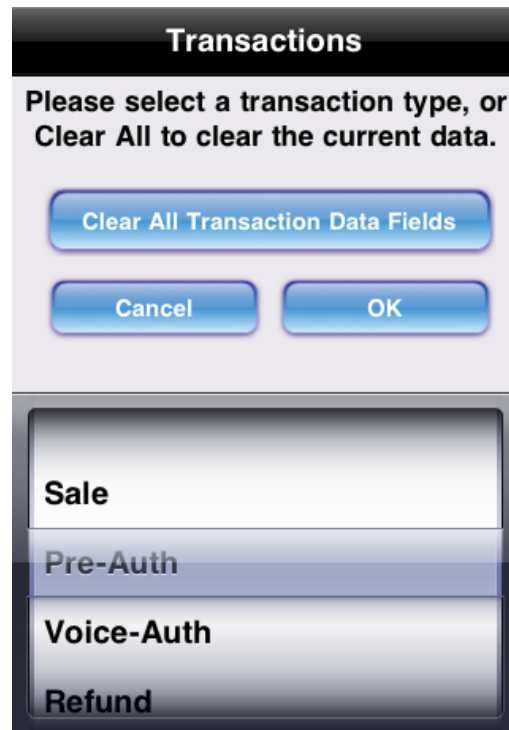 Transactions
Please select a transaction type, or
Clear All to clear the current data.
Clear All Transaction Data Fields
Cancel OK
Sale
Pre-Auth
Voice-Auth
Refund